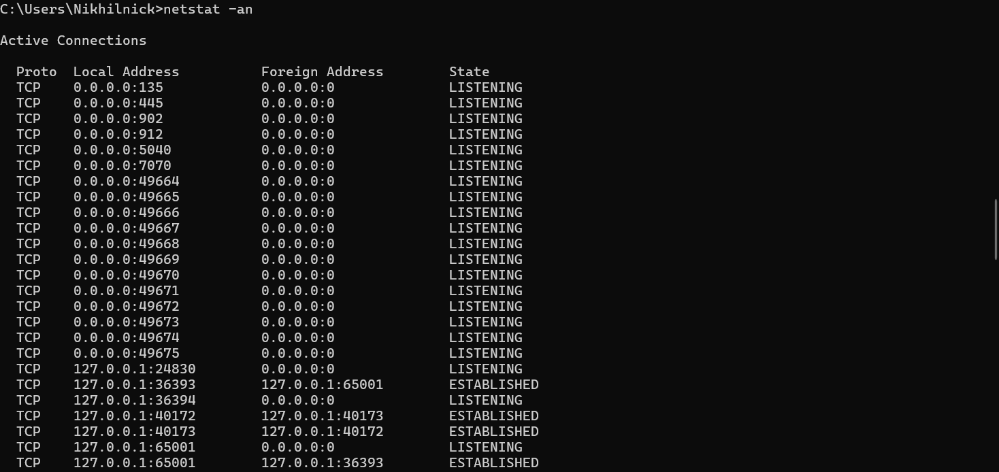 C:\Users\Nikhilnick>netstat -an
Active Connections
Proto Local Address Foreign Address State
TCP 0.0.0.0:135 0.0.0.0:0 LISTENING
TCP 0.0.0.0:445 0.0.0.0:0 LISTENING
TCP 0.0.0.0:902 0.0.0.0:0 LISTENING
TCP 0.0.0.0:912 0.0.0.0:0 LISTENING
TCP 0.0.0.0:5040 0.0.0.0:0 LISTENING
TCP 0.0.0.0:7070 0.0.0.0:0 LISTENING
TCP 0.0.0.0:49664 0.0.0.0:0 LISTENING
TCP 0.0.0.0:49665 0.0.0.0:0 LISTENING
TCP 0.0.0.0:49666 0.0.0.0:0 LISTENING
TCP 0.0.0.0:49667 0.0.0.0:0 LISTENING
TCP 0.0.0.0:49668 0.0.0.0:0 LISTENING
TCP 0.0.0.0:49669 0.0.0.0:0 LISTENING
TCP 0.0.0.0:49670 0.0.0.0:0 LISTENING
TCP 0.0.0.0:49671 0.0.0.0:0 LISTENING
TCP 0.0.0.0:49672 0.0.0.0:0 LISTENING
TCP 0.0.0.0:49673 0.0.0.0:0 LISTENING
TCP 0.0.0.0:49674 0.0.0.0:0 LISTENING
TCP 0.0.0.0:49675 0.0.0.0:0 LISTENING
TCP 127.0.0.1:24830 0.0.0.0:0 LISTENING
TCP 127.0.0.1:36393 127.0.0.1:65001 ESTABLISHED
TCP 127.0.0.1:36394 0.0.0.0:0 LISTENING
TCP 127.0.0.1:40172 127.0.0.1:40173 ESTABLISHED
TCP 127.0.0.1:40173 127.0.0.1:40172 ESTABLISHED
TCP 127.0.0.1:65001 0.0.0.0:0 LISTENING
TCP 127.0.0.1:65001 127.0.0.1:36393 ESTABLISHED